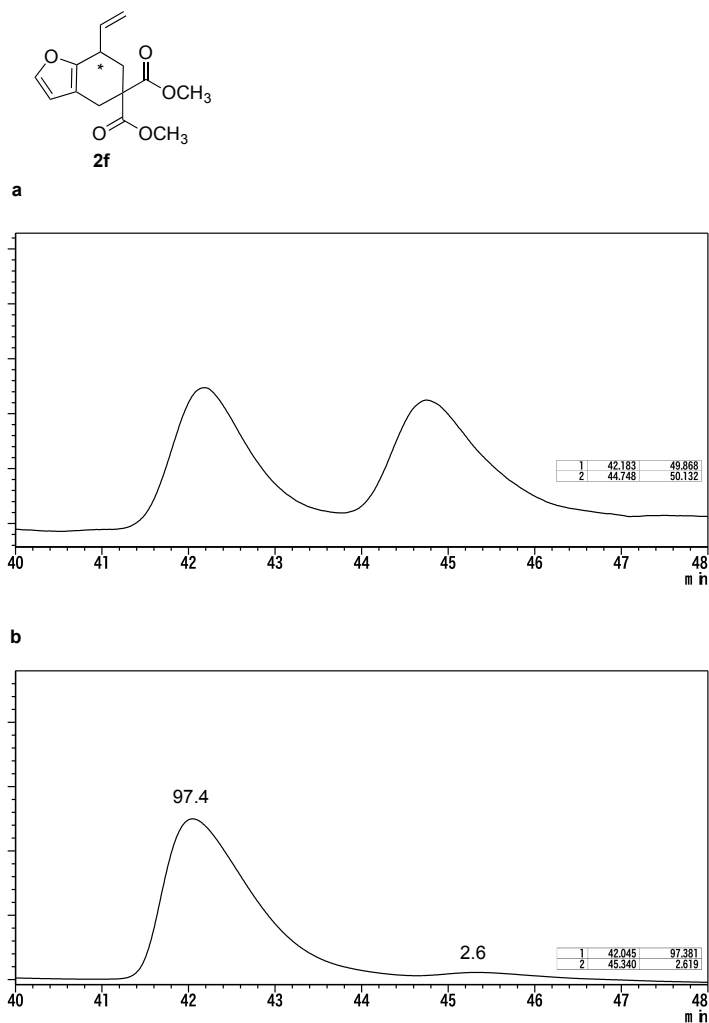 O
*
O
OCH3
O
OCH3
2f
a
1 42.183 49.868
2 44.748 50.132
40 41 42 43 44 45 46 47 48
min
b
97.4
2.6
1 42.045 97.381
2 45.340 2.619
40 41 42 43 44 45 46 47 48
min